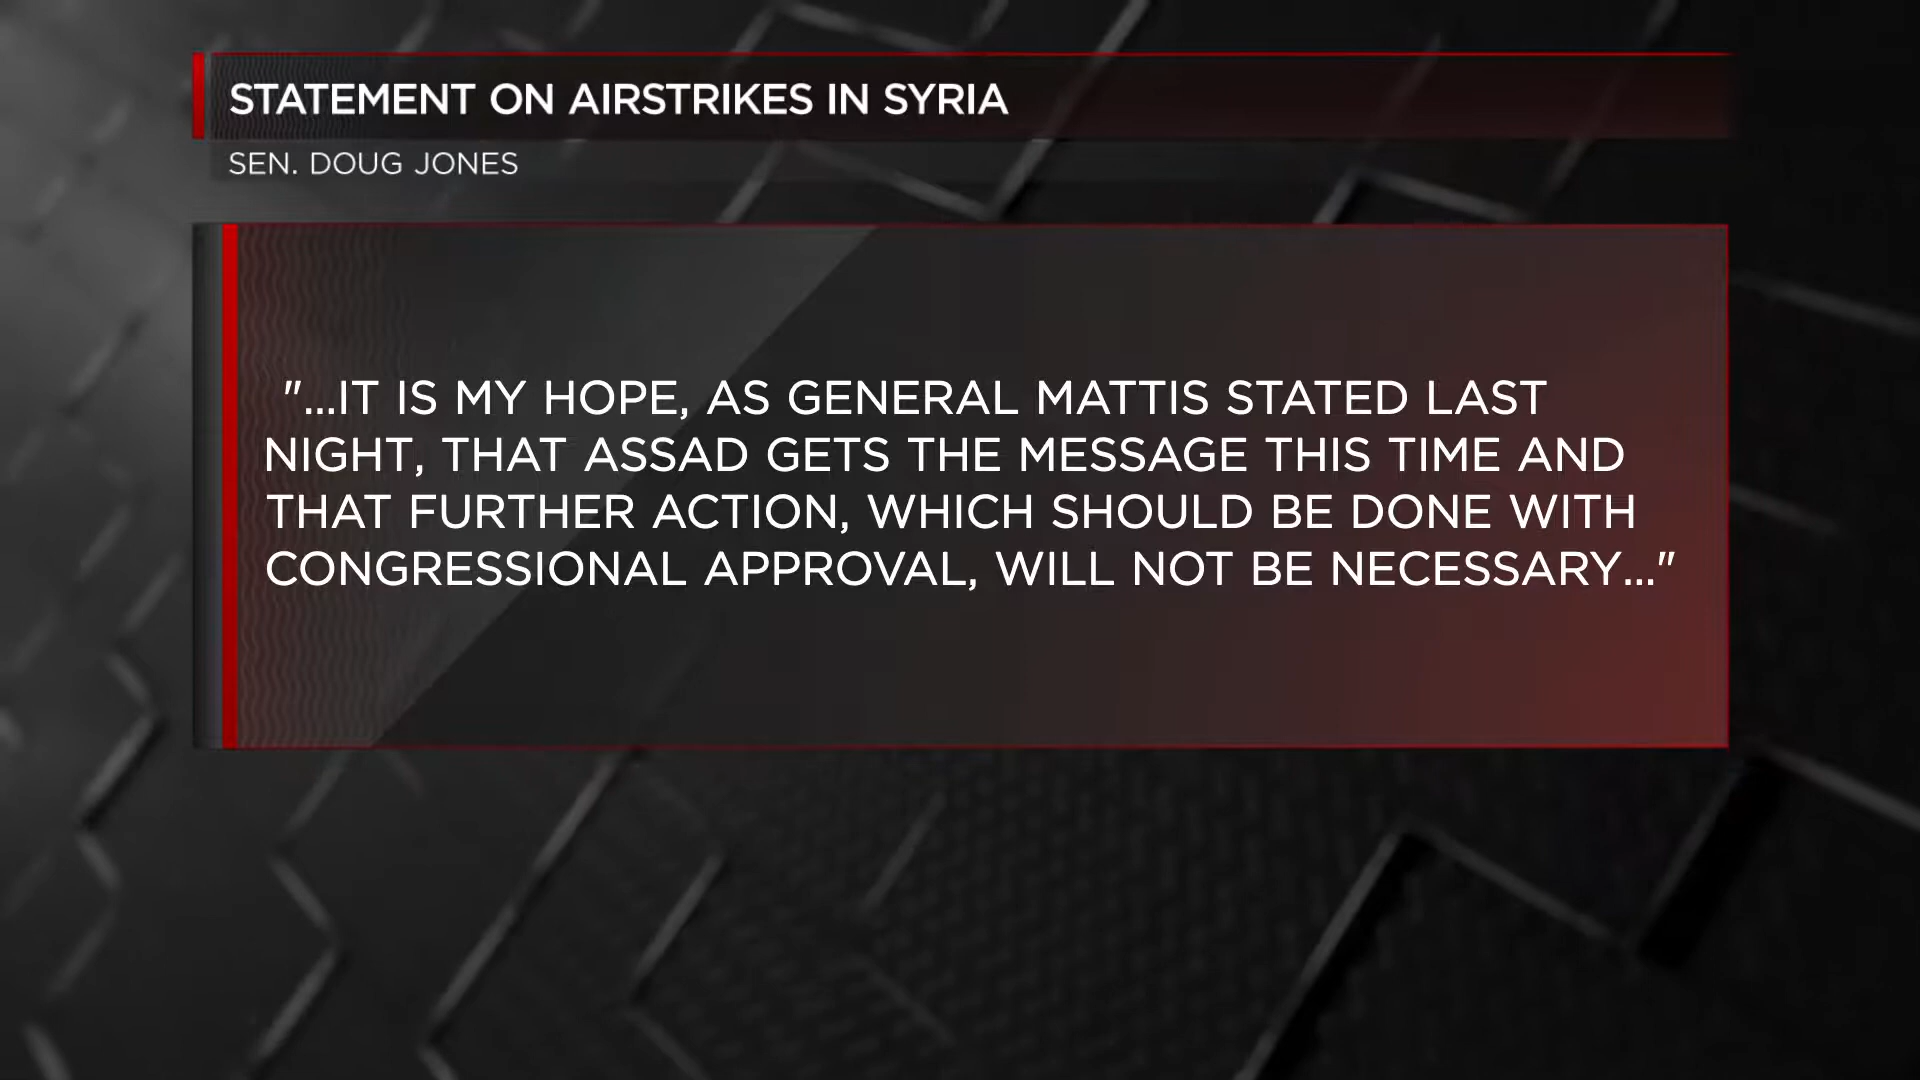 STATEMENT ON AIRSTRIKES IN SYRIA
SEN. DOUG JONES
"...IT IS MY HOPE, AS GENERAL MATTIS STATED LAST
NIGHT, THAT ASSAD GETS THE MESSAGE THIS TIME AND
THAT FURTHER ACTION, WHICH SHOULD BE DONE WITH
CONGRESSIONAL APPROVAL, WILL NOT BE NECESSARY..."